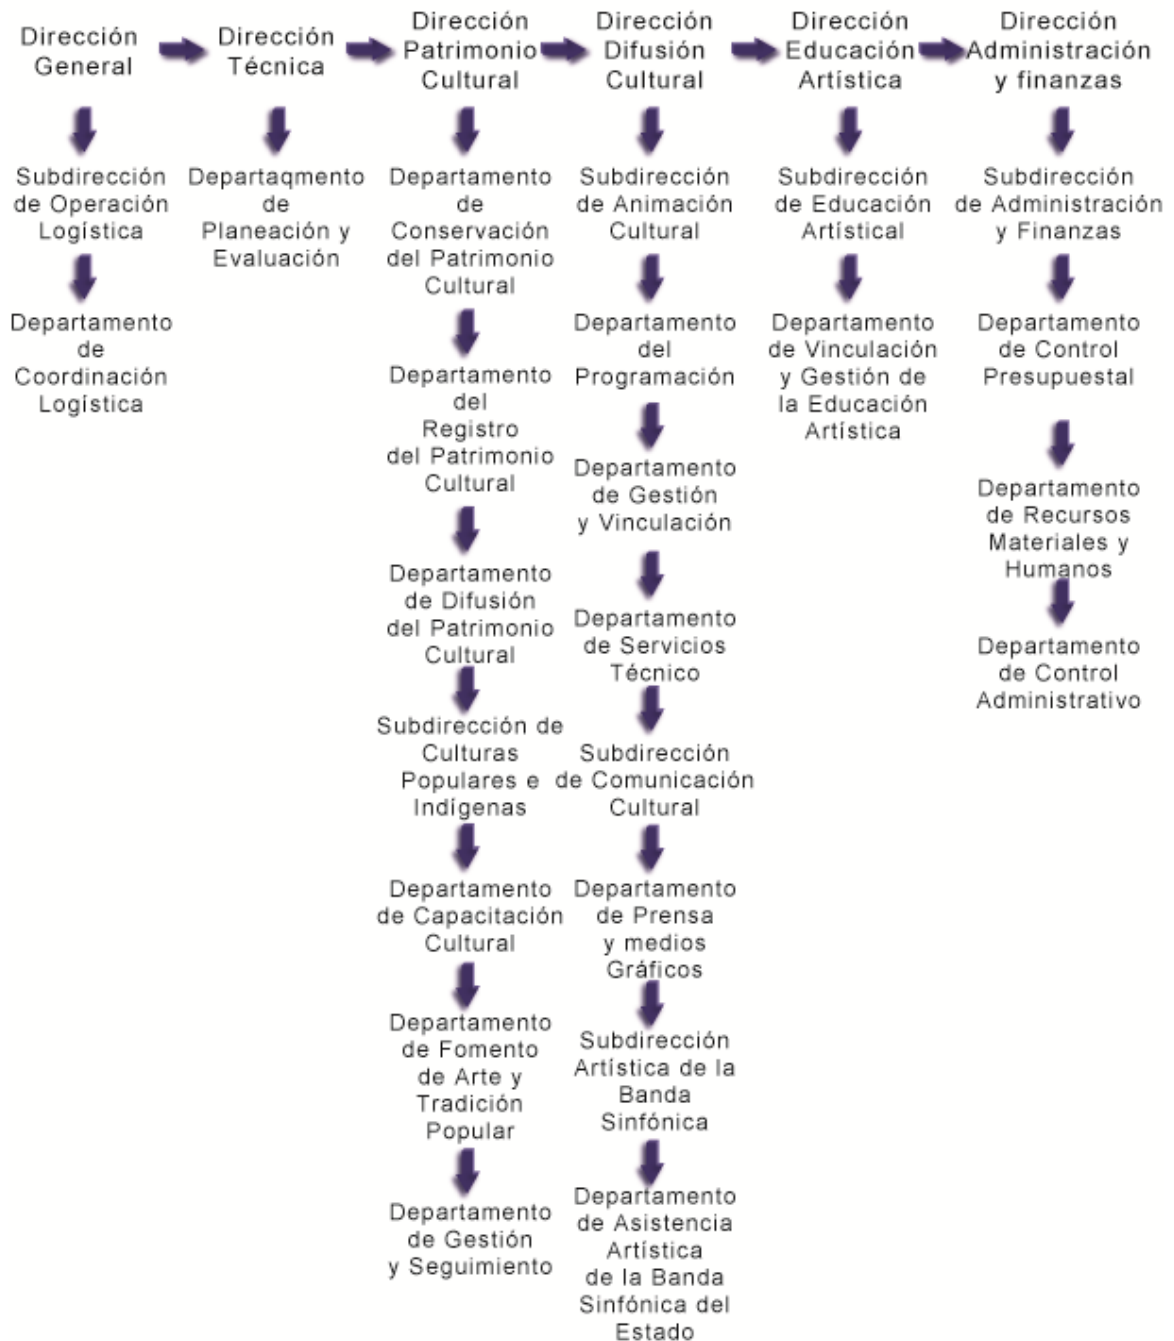 Dirección
General
Dirección
Técnica
Dirección
Patrimonio
Cultural
Dirección
Difusión
Cultural
Dirección
Educación
Artística
Dirección
Administración
y finanzas
Subdirección
de Operación
Logística
Departamento
de
Coordinación
Logística
Departaqmento
de
Planeación y
Evaluación
Departamento
de
Conservación
del Patrimonio
Cultural
Departamento
del
Registro
del Patrimonio
Cultural
Departamento
de Difusión
del Patrimonio
Cultural
Subdirección de
Culturas
Populares e
Indígenas
Departamento
de Capacitación
Cultural
Departamento
de Fomento
de Arte y
Tradición
Popular
Departamento
de Gestión
y Seguimiento
Subdirección
de Animación
Cultural
Departamento
del
Programación
Departamento
de Gestión
y Vinculación
Departamento
de Servicios
Técnico
Subdirección
de Comunicación
Cultural
Departamento
de Prensa
y medios
Gráficos
Subdirección
Artística de la
Banda
Sinfónica
Departamento
de Asistencia
Artística
de la Banda
Sinfónica del
Estado
Subdirección
de Educación
Artístical
Departamento
de Vinculación
y Gestión de
la Educación
Artística
Subdirección
de Administración
y Finanzas
Departamento
de Control
Presupuestal
Departamento
de Recursos
Materiales y
Humanos
Departamento
de Control
Administrativo